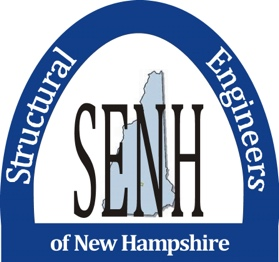 Structural Engineers
SENH
of New Hampshire